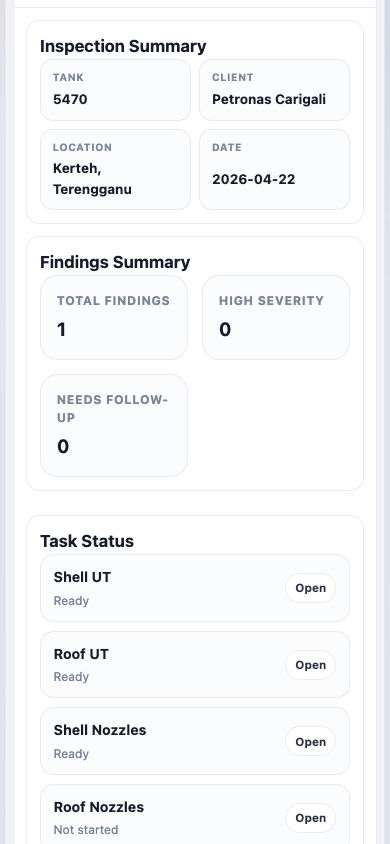 Inspection Summary
TANK
5470
CLIENT
Petronas Carigali
LOCATION
Kerteh,
Terengganu
DATE
2026-04-22
Findings Summary
TOTAL FINDINGS
1
HIGH SEVERITY
0
NEEDS FOLLOW-
UP
0
Task Status
Shell UT
Ready
Open
Roof UT
Ready
Open
Shell Nozzles
Ready
Open
Roof Nozzles
Not started
Open